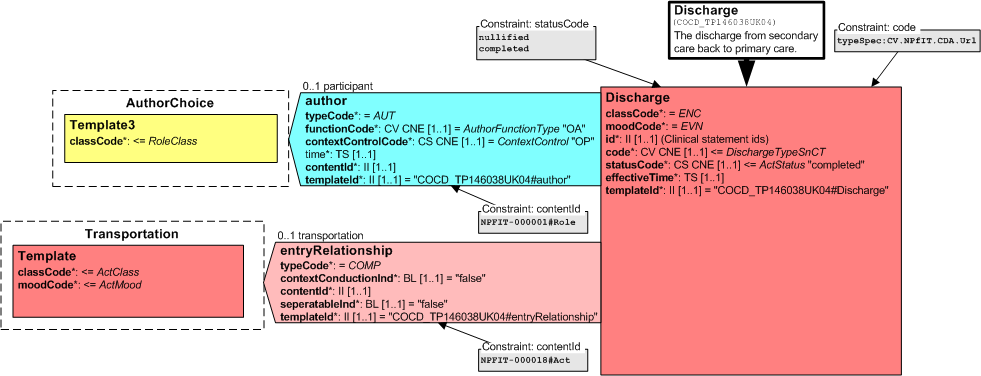 Constraint: statusCode
nullified
completed
Discharge
(COCD_TP146038UK04)
The discharge from secondary
care back to primary care.
Constraint: code
typeSpec:CV.NPfIT.CDA.Url
AuthorChoice
Template3
classCode*: <= RoleClass
0..1 participant
author
typeCode*: = AUT
functionCode*: CV CNE [1..1] = AuthorFunctionType "OA"
contextControlCode*: CS CNE [1..1] = ContextControl "OP"
time*: TS [1..1]
contentId*: II [1..1]
templateId*: II [1..1] = "COCD_TP146038UK04#author"
Discharge
classCode*: = ENC
moodCode*: = EVN
id*: II [1..1] (Clinical statement ids)
code*: CV CNE [1..1] <= DischargeTypeSnCT
statusCode*: CS CNE [1..1] <= ActStatus "completed"
effectiveTime*: TS [1..1]
templateId*: II [1..1] = "COCD_TP146038UK04#Discharge"
Constraint: contentId
NPFIT-000001#Role
Transportation
Template
classCode*: <= ActClass
moodCode*: <= ActMood
0..1 transportation
entryRelationship
typeCode*: = COMP
contextConductionInd*: BL [1..1] = "false"
contentId*: II [1..1]
seperatableInd*: BL [1..1] = "false"
templateId*: II [1..1] = "COCD_TP146038UK04#entryRelationship"
Constraint: contentId
NPFIT-000018#Act